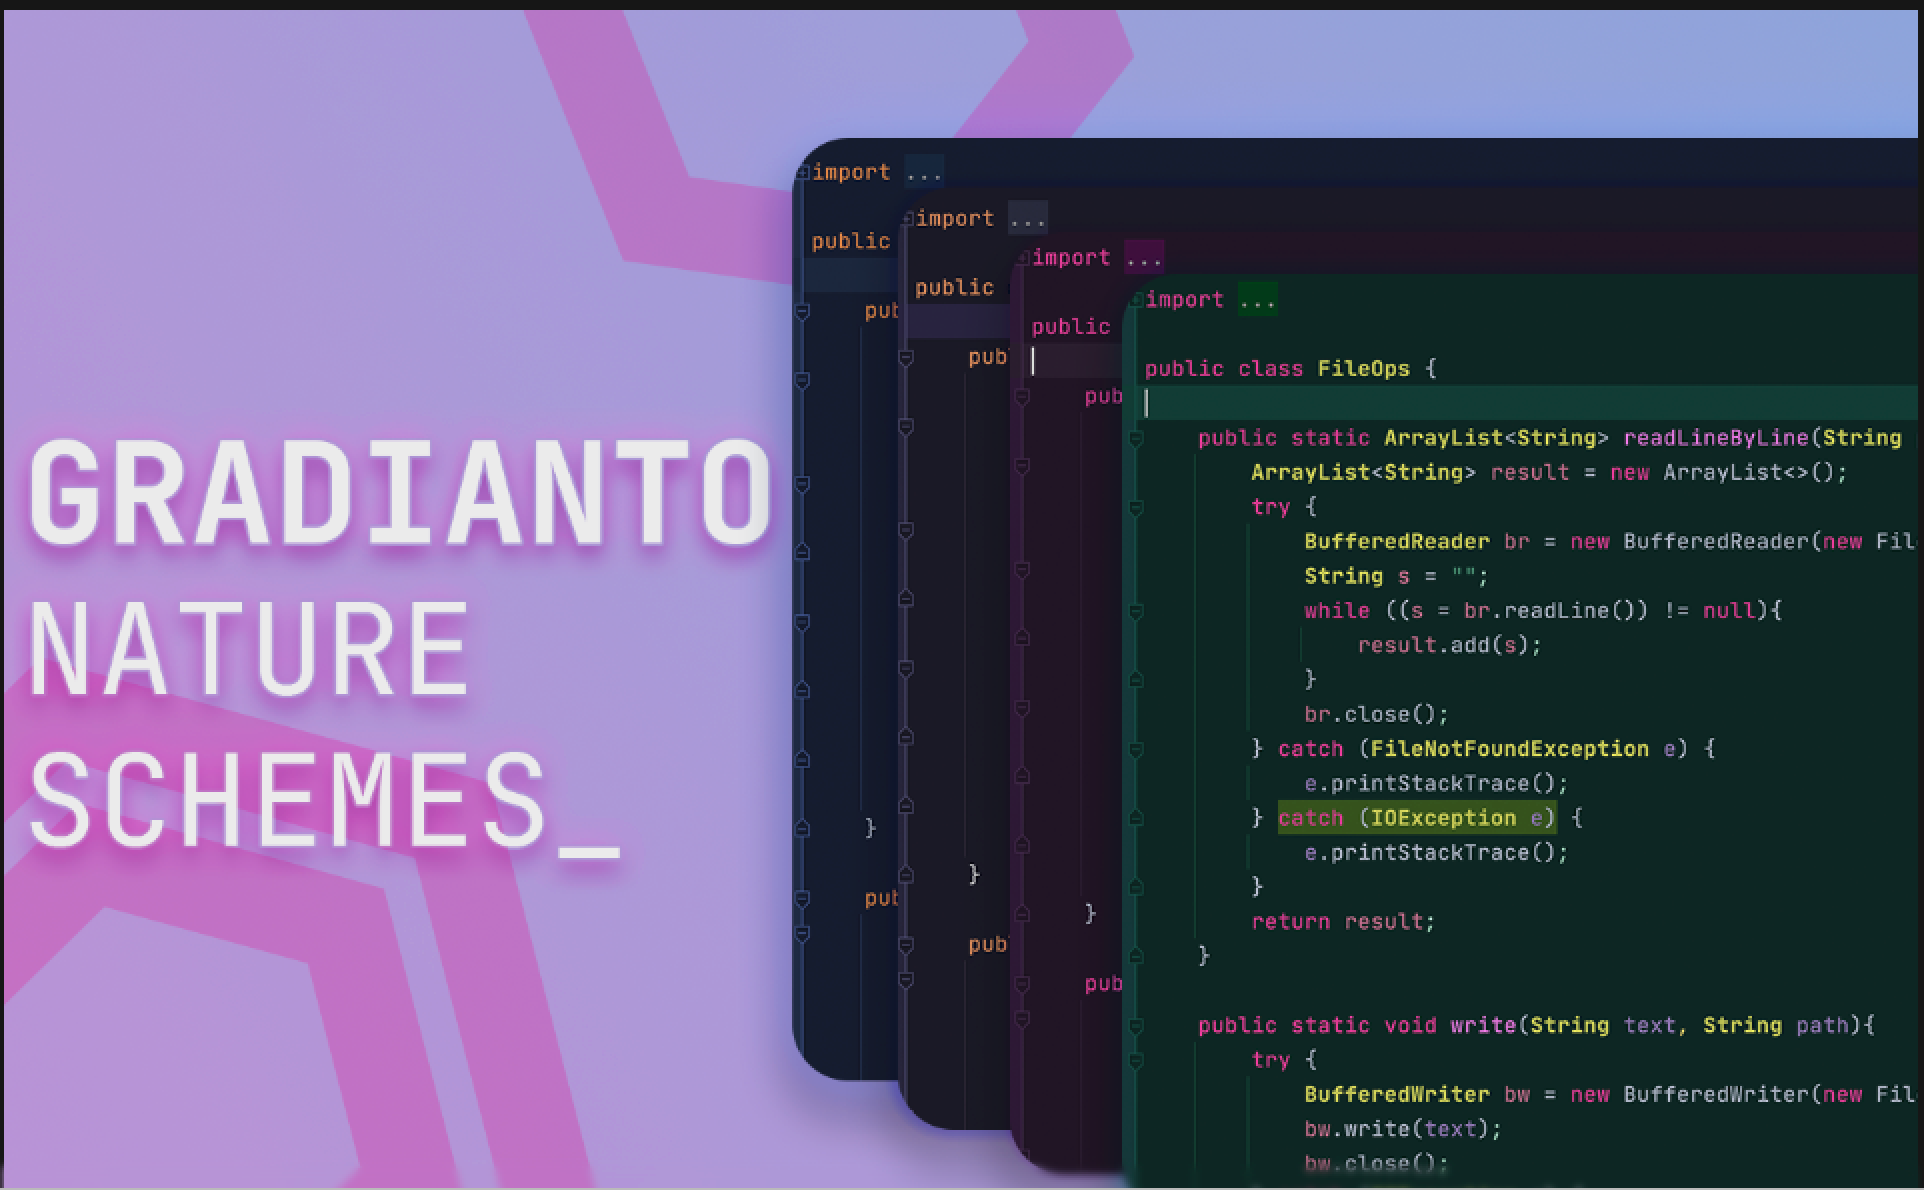 GRADIANTO
NATURE
SCHEMES_
import ...
public
pub
}
pub
import ...
public
publ
}
publ
import ...
public
pub
}
pub
import ...
public class FileOps {
public static ArrayList<String> readLineByLine(String
ArrayList<String> result = new ArrayList<>();
try {
BufferedReader br = new BufferedReader(new Fil
String s = "";
while ((s = br.readLine()) != null){
result.add(s);
}
br.close();
} catch (FileNotFoundException e) {
e.printStackTrace();
} catch (IOException e) {
e.printStackTrace();
}
return result;
}
public static void write(String text, String path){
try {
BufferedWriter bw = new BufferedWriter(new Fil
bw.write(text);
bw.close();